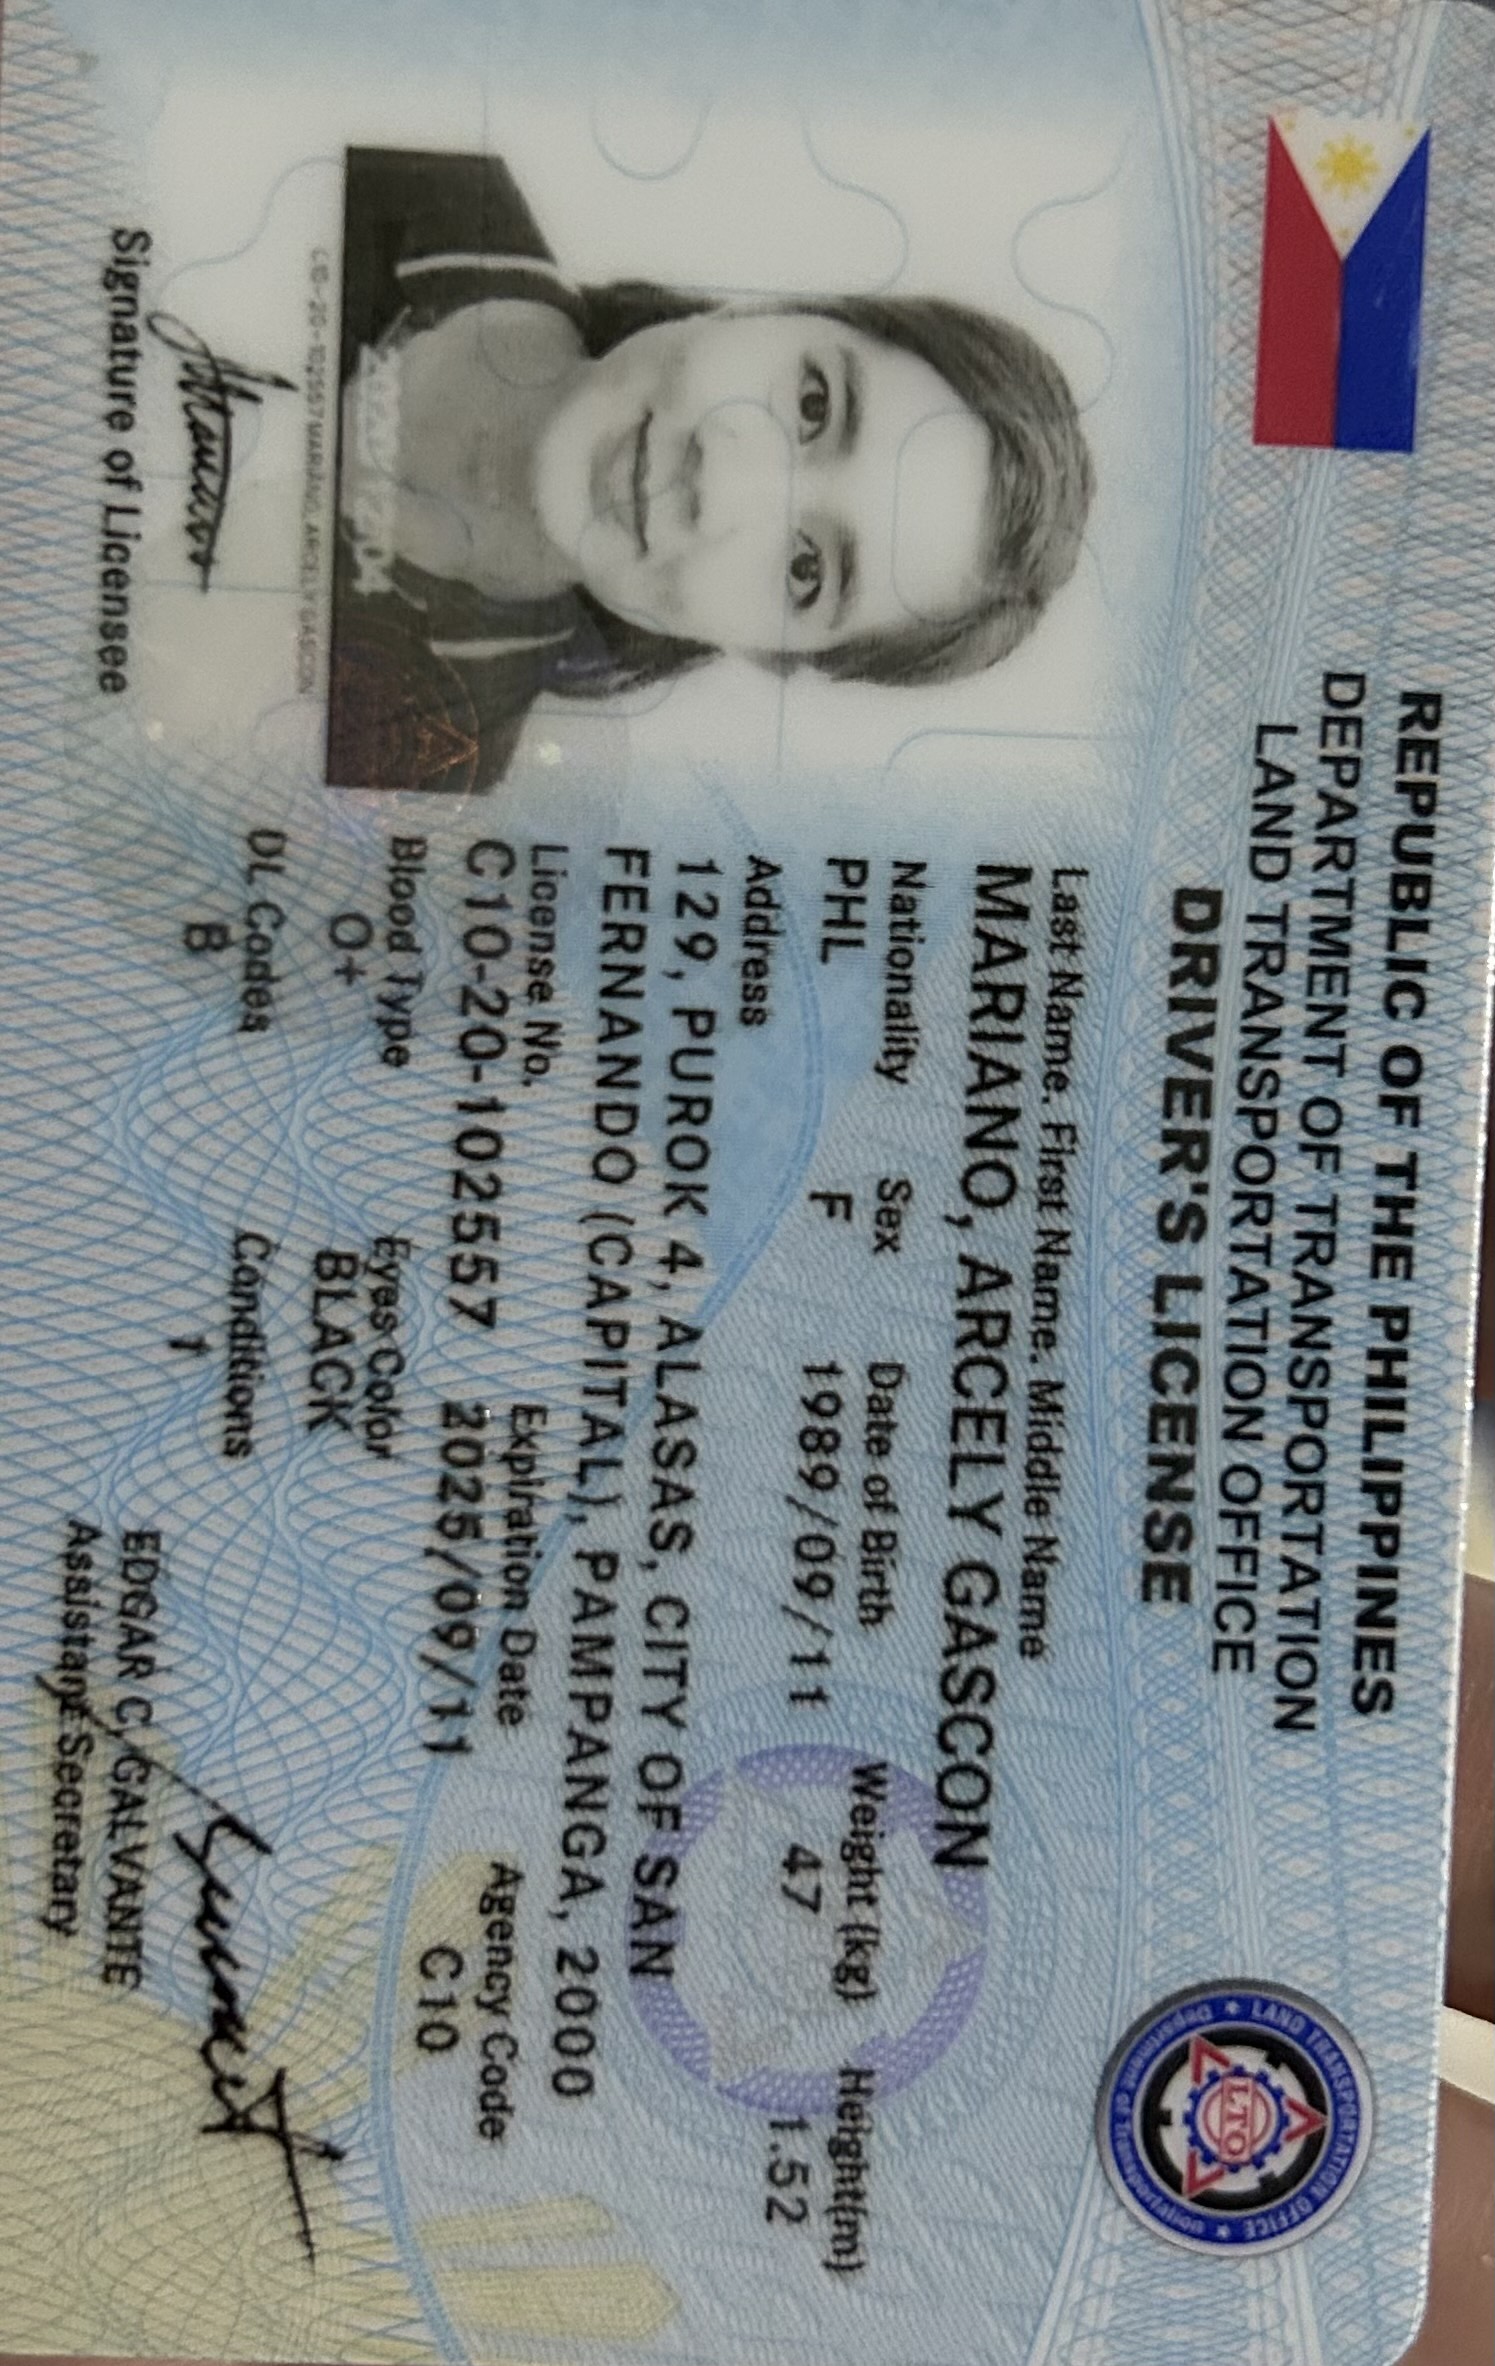 REPUBLIC OF THE PHILIPPINES
DEPARTMENT OF TRANSPORTATION
LAND TRANSPORTATION OFFICE
DRIVER'S LICENSE
LAND TRANSPORTATION OFFICE
Department of Transportation
LTO
Last Name. First Name. Middle Name
MARIANO, ARCELY GASCON
Nationality Sex Date of Birth Weight (kg) Height(m)
PHL F 1989/09/11 47 1.52
Address
129, PUROK 4, ALASAS, CITY OF SAN
FERNANDO (CAPITAL), PAMPANGA, 2000
License No. Expiration Date Agency Code
C10-20-102557 2025/09/11 C10
Blood Type Eyes Color
O+ BLACK
DL Codes Conditions
B 1
C10-20-102557 MARIANO, ARCELY GASCON
Signature of Licensee
EDGAR C. GALVANTE
Assistant Secretary